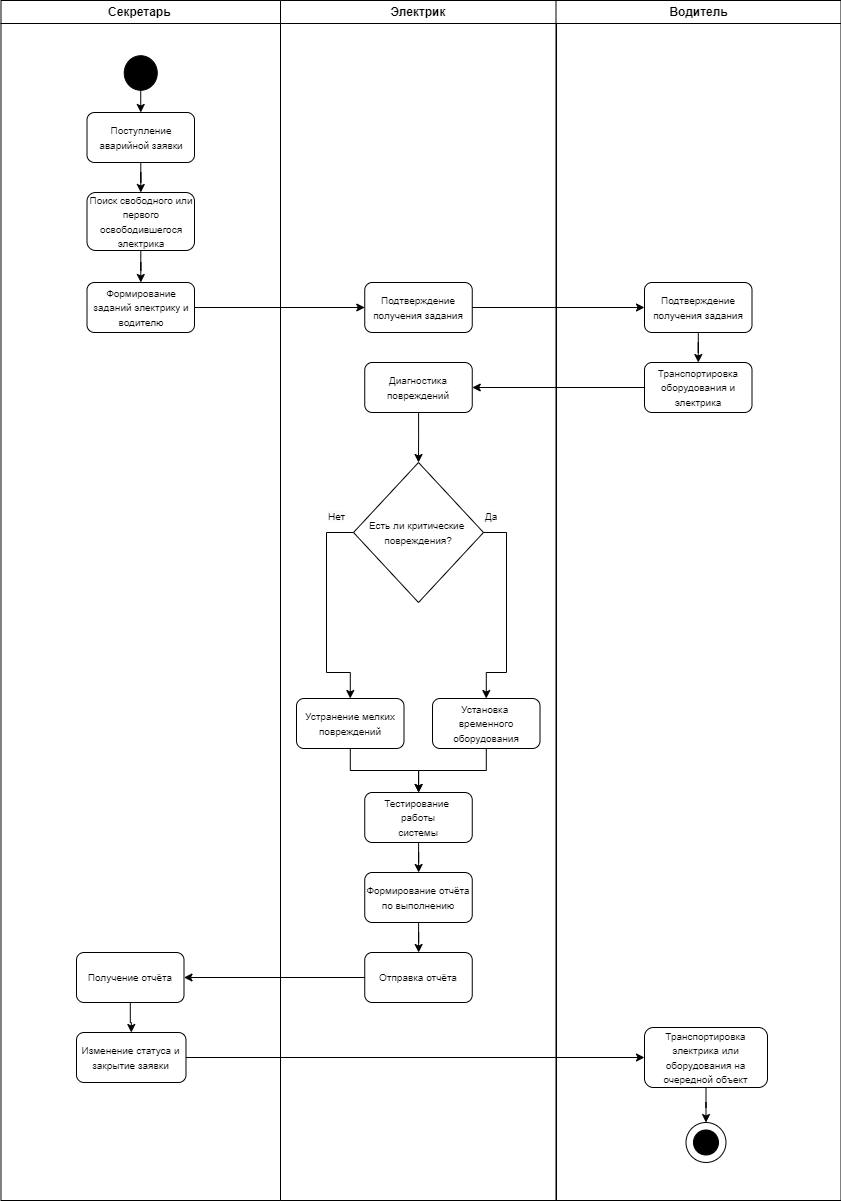 Секретарь
Электрик
Водитель
Поступление
аварийной заявки
Поиск свободного или
первого
освободившегося
электрика
Формирование
заданий электрику и
водителю
Подтверждение
получения задания
Подтверждение
получения задания
Диагностика
повреждений
Транспортировка
оборудования и
электрика
Нет
Есть ли критические
повреждения?
Да
Устранение мелких
повреждений
Установка
временного
оборудования
Тестирование
работы
системы
Формирование отчёта
по выполнению
Получение отчёта
Отправка отчёта
Изменение статуса и
закрытие заявки
Транспортировка
электрика или
оборудования на
очередной объект